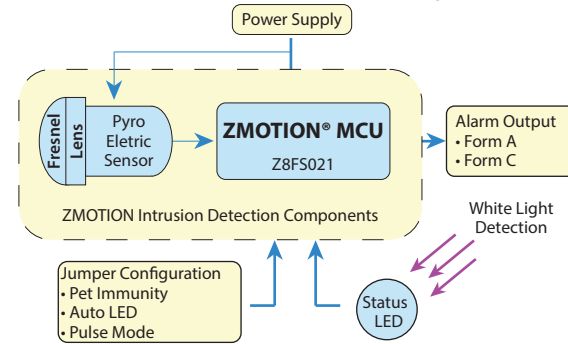 Power Supply
Fresnel
Lens
Pyro
Eletric
Sensor
ZMOTION® MCU
Z8FS021
ZMOTION Intrusion Detection Components
Alarm Output
• Form A
• Form C
White Light
Detection
Jumper Configuration
• Pet Immunity
• Auto LED
• Pulse Mode
Status
LED